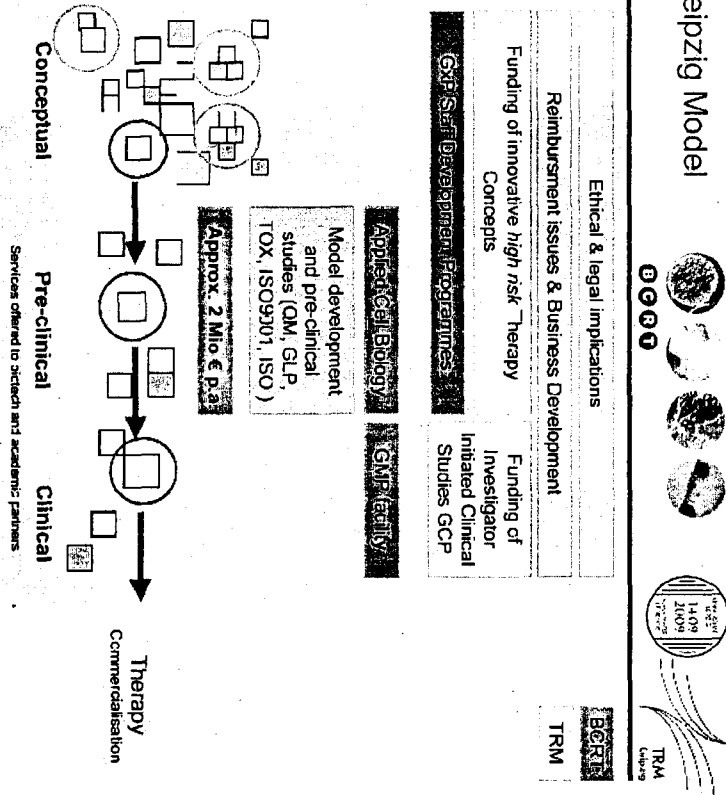 eipzig Model
BCRT
1409
2009
TRM
Leipzig
BCRT
TRM
Ethical & legal implications
Reimbursment issues & Business Development
Funding of innovative high risk Therapy
Concepts
Funding of
Investigator
Initiated Clinical
Studies GCP
GxP Staff Development Programmes
Applied Cell Biology
GMP facility
Model development
and pre-clinical
studies (QM, GLP,
TOX, ISO9001, ISO )
Approx. 2 Mio € p.a.
Therapy
Commercialisation
Conceptual
Pre-clinical
Clinical
Services offered to biotech and academic partners